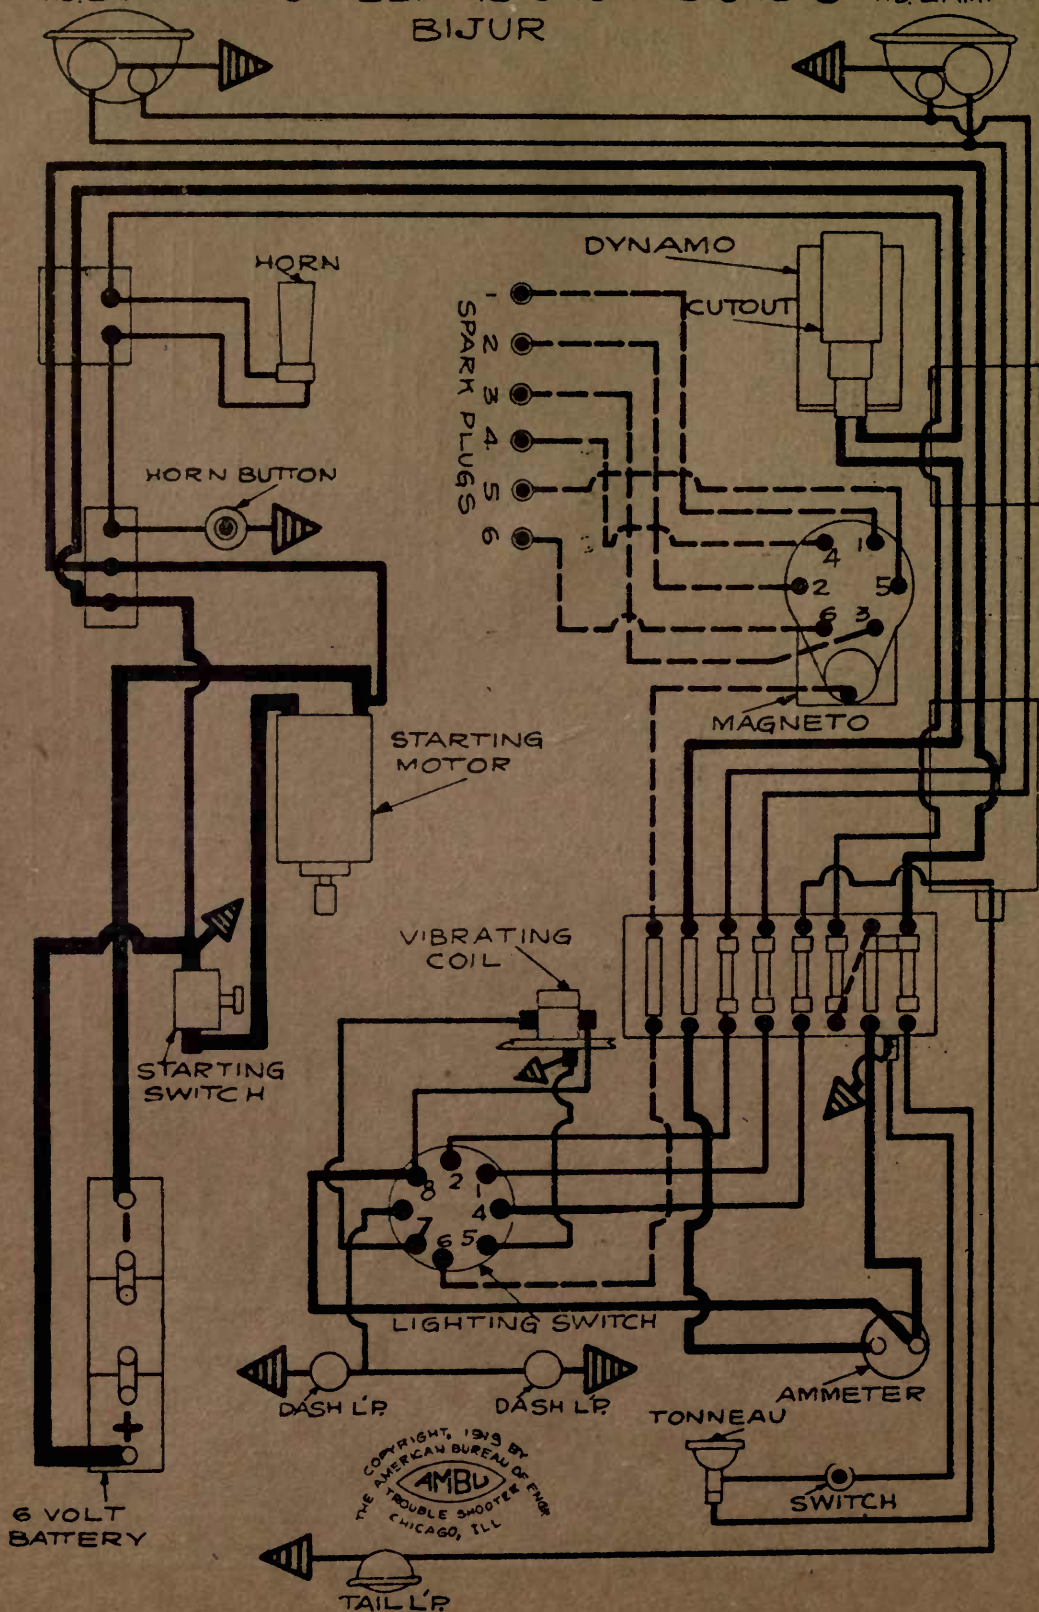 BIJUR
HORN
DYNAMO
CUTOUT
SPARK PLUGS
1
2
3
4
5
6
HORN BUTTON
4
1
2
5
6
3
MAGNETO
STARTING
MOTOR
VIBRATING
COIL
STARTING
SWITCH
8
2
1
7
4
6
5
LIGHTING SWITCH
–
+
DASH L'P.
DASH L'P.
AMMETER
TONNEAU
SWITCH
COPYRIGHT, 1919 BY
THE AMERICAN BUREAU OF ENGR
AMBU
TROUBLE SHOOTER
CHICAGO, ILL
6 VOLT
BATTERY
TAIL L'P.